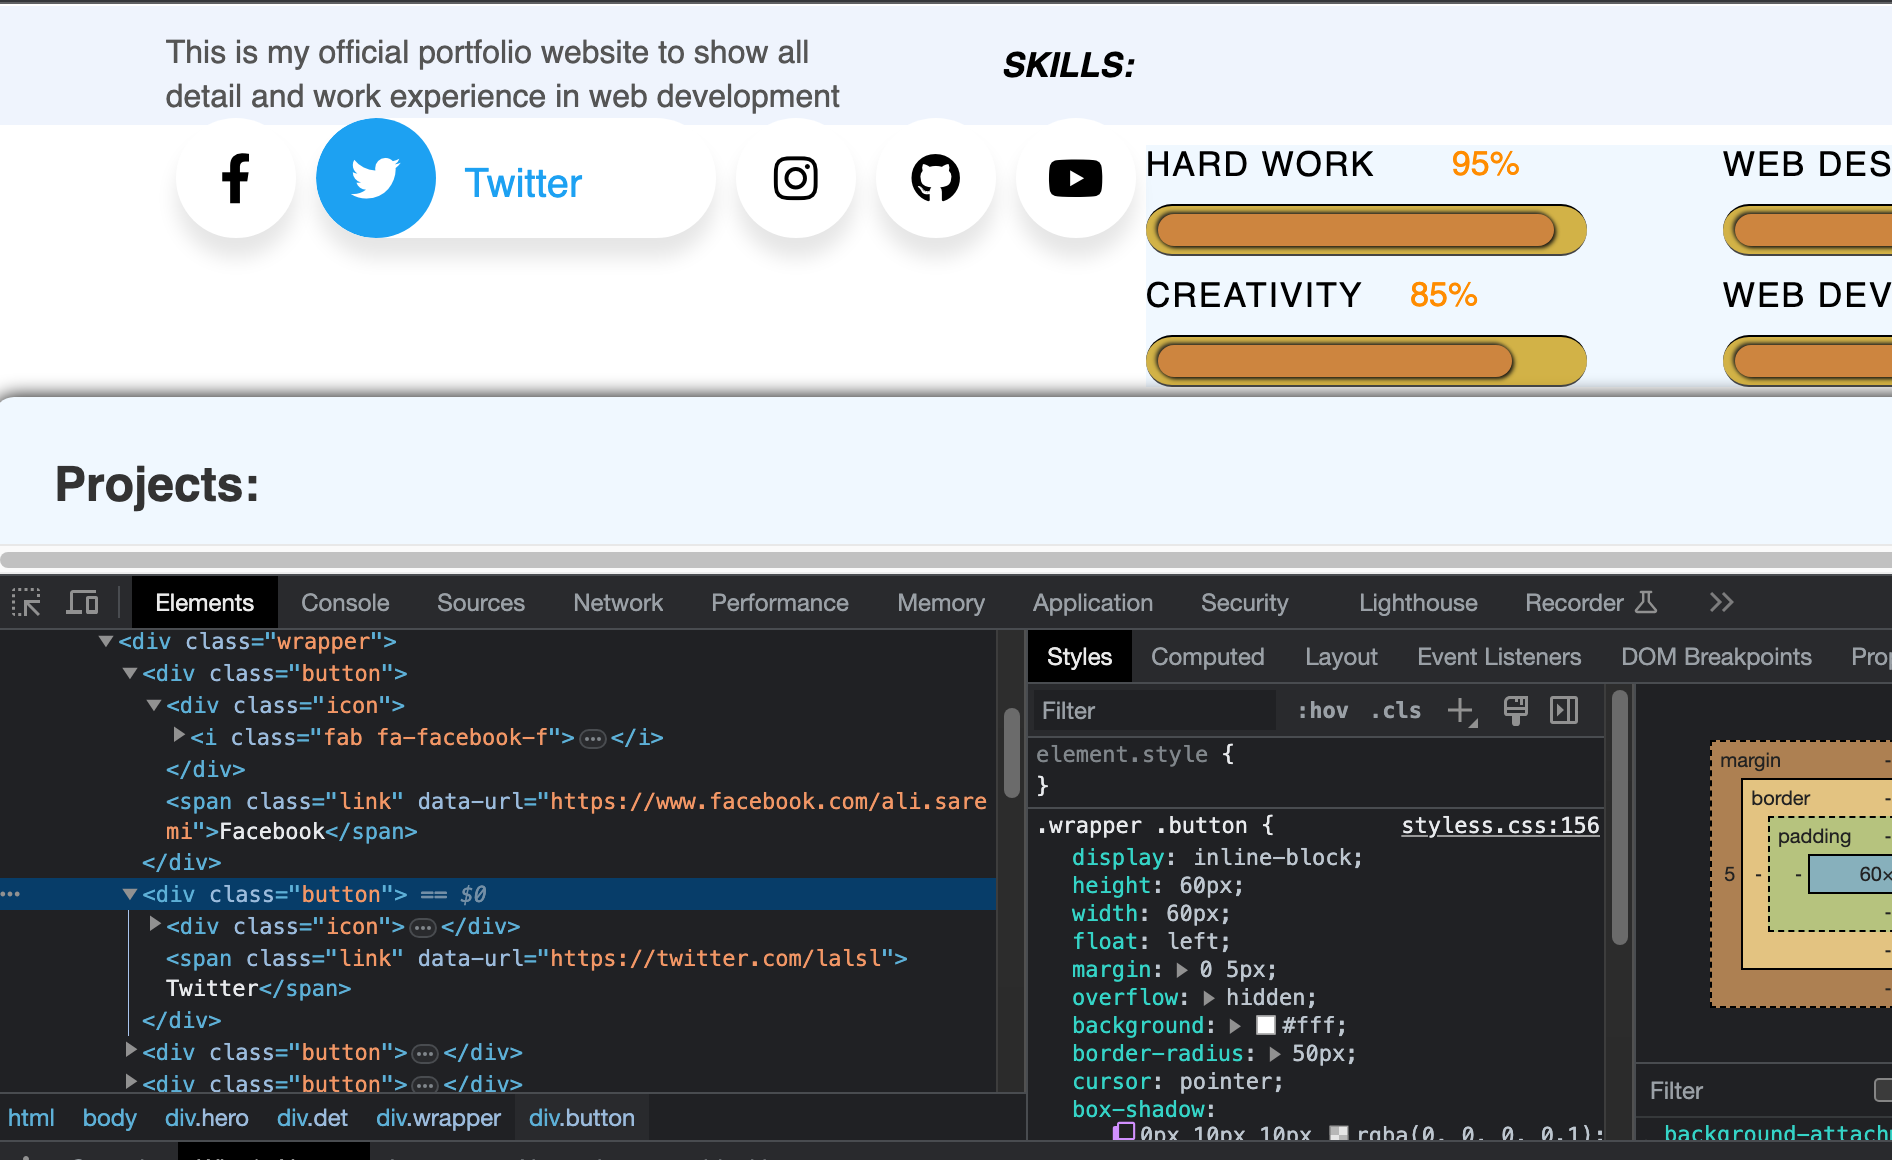 This is my official portfolio website to show all
detail and work experience in web development
SKILLS:
Twitter
HARD WORK 95%
WEB DES
CREATIVITY 85%
WEB DEV
Projects:
Elements Console Sources Network Performance Memory Application Security Lighthouse Recorder
<div class="wrapper">
<div class="button">
<div class="icon">
<i class="fab fa-facebook-f">…</i>
</div>
<span class="link" data-url="https://www.facebook.com/ali.sare
mi">Facebook</span>
</div>
<div class="button"> == $0
<div class="icon">…</div>
<span class="link" data-url="https://twitter.com/lalsl">
Twitter</span>
</div>
<div class="button">…</div>
<div class="button">…</div>
html body div.hero div.det div.wrapper div.button
Styles Computed Layout Event Listeners DOM Breakpoints Prop
Filter :hov .cls
element.style {
}
.wrapper .button { styless.css:156
display: inline-block;
height: 60px;
width: 60px;
float: left;
margin: 0 5px;
overflow: hidden;
background: #fff;
border-radius: 50px;
cursor: pointer;
box-shadow:
0px 10px 10px rgba(0, 0, 0, 0.1);
margin -
border -
padding -
5 - - 60×
-
-
-
Filter
background-attach